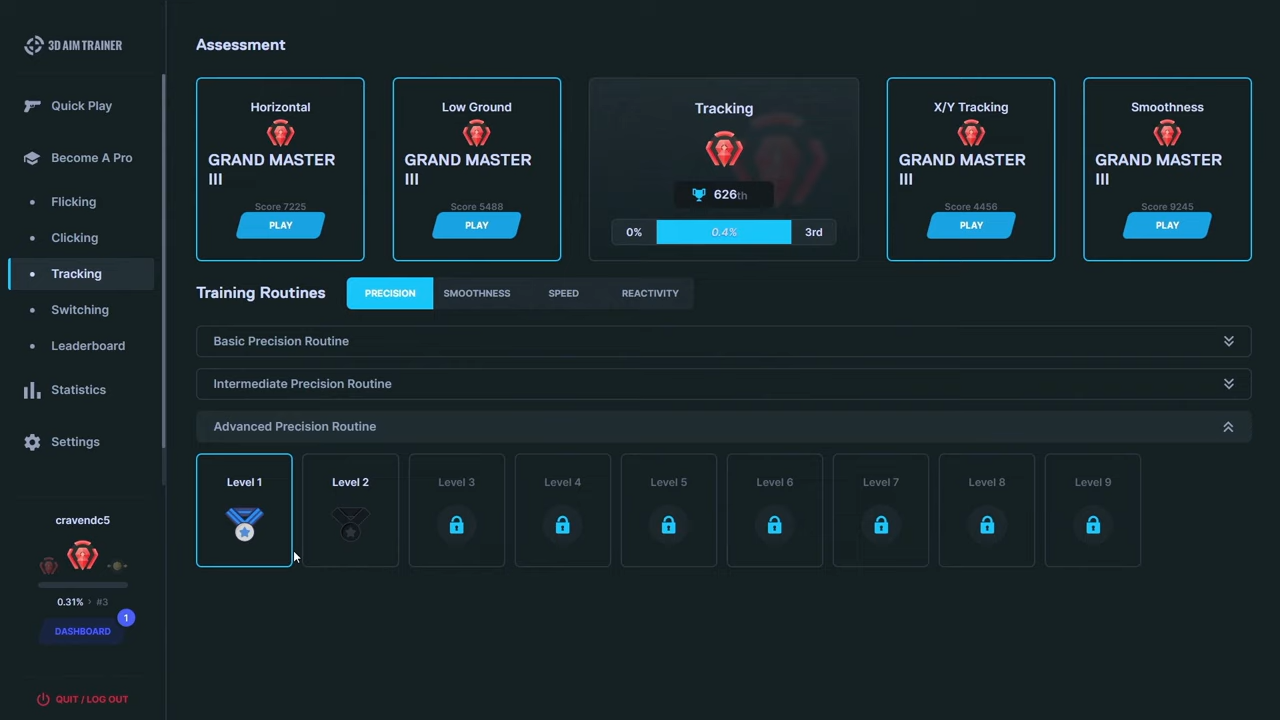 3D AIM TRAINER
Quick Play
Become A Pro
Flicking
Clicking
Tracking
Switching
Leaderboard
Statistics
Settings
cravendc5
0.31% > #3
1
DASHBOARD
QUIT / LOG OUT
Assessment
Horizontal
GRAND MASTER
III
Score 7225
PLAY
Low Ground
GRAND MASTER
III
Score 5488
PLAY
Tracking
626th
0% 0.4% 3rd
X/Y Tracking
GRAND MASTER
III
Score 4456
PLAY
Smoothness
GRAND MASTER
III
Score 9245
PLAY
Training Routines PRECISION SMOOTHNESS SPEED REACTIVITY
Basic Precision Routine
Intermediate Precision Routine
Advanced Precision Routine
Level 1 Level 2 Level 3 Level 4 Level 5 Level 6 Level 7 Level 8 Level 9